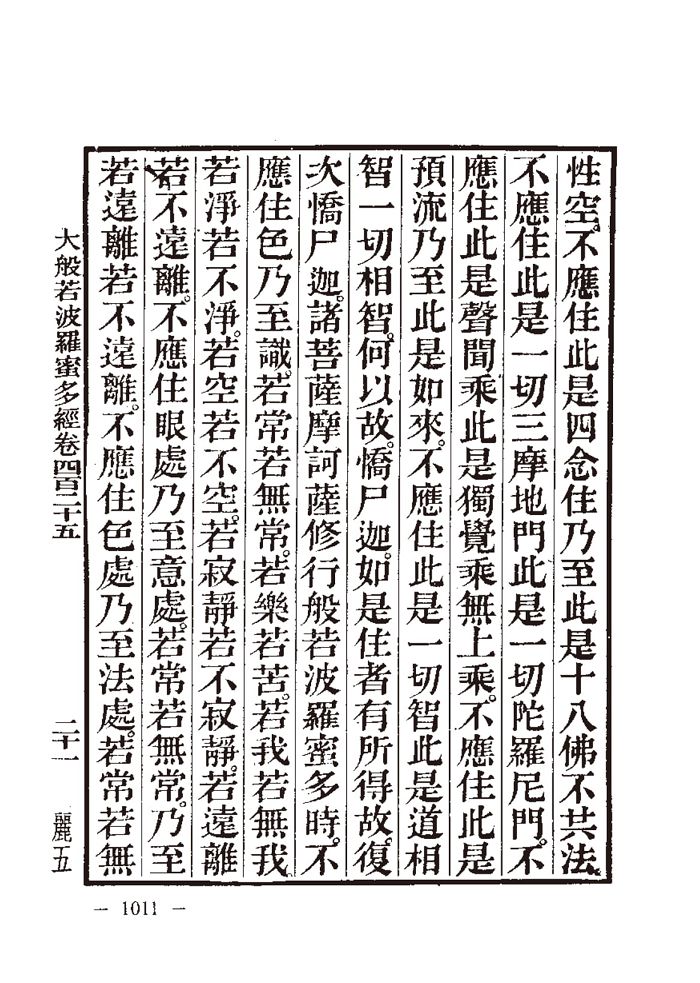 性空。不應住此是四念住乃至此是十八佛不共法。
不應住此是一切三摩地門此是一切陀羅尼門。不
應住此是聲聞乘此是獨覺乘無上乘。不應住此是
預流乃至此是如來。不應住此是一切智此是道相
智一切相智。何以故。憍尸迦。如是住者有所得故。復
次憍尸迦。諸菩薩摩訶薩修行般若波羅蜜多時。不
應住色乃至識。若常若無常。若樂若苦。若我若無我。
若淨若不淨。若空若不空。若寂靜若不寂靜。若遠離
若不遠離。不應住眼處乃至意處。若常若無常。乃至
若遠離若不遠離。不應住色處乃至法處。若常若無
大般若波羅蜜多經卷四百二十五 二十一 麗五
— 1011 —